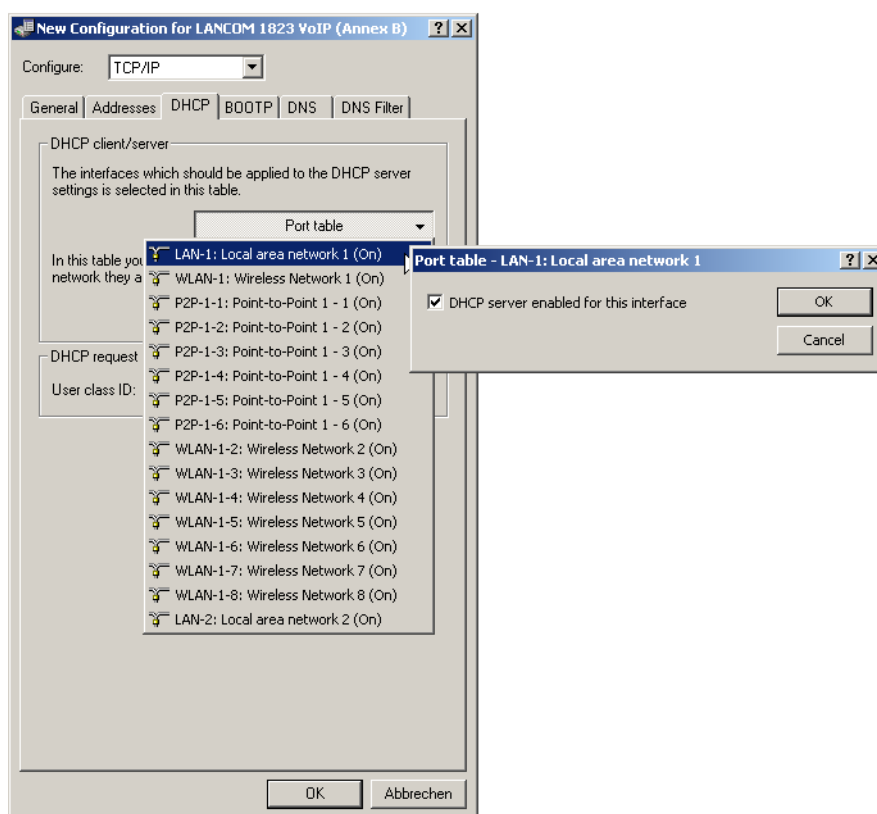 New Configuration for LANCOM 1823 VoIP (Annex B)
Configure: TCP/IP
General Addresses DHCP BOOTP DNS DNS Filter
DHCP client/server
The interfaces which should be applied to the DHCP server
settings is selected in this table.
Port table
In this table you
network they a
LAN-1: Local area network 1 (On)
WLAN-1: Wireless Network 1 (On)
P2P-1-1: Point-to-Point 1 - 1 (On)
P2P-1-2: Point-to-Point 1 - 2 (On)
P2P-1-3: Point-to-Point 1 - 3 (On)
P2P-1-4: Point-to-Point 1 - 4 (On)
P2P-1-5: Point-to-Point 1 - 5 (On)
P2P-1-6: Point-to-Point 1 - 6 (On)
WLAN-1-2: Wireless Network 2 (On)
WLAN-1-3: Wireless Network 3 (On)
WLAN-1-4: Wireless Network 4 (On)
WLAN-1-5: Wireless Network 5 (On)
WLAN-1-6: Wireless Network 6 (On)
WLAN-1-7: Wireless Network 7 (On)
WLAN-1-8: Wireless Network 8 (On)
LAN-2: Local area network 2 (On)
DHCP request
User class ID:
OK Abbrechen
Port table - LAN-1: Local area network 1
DHCP server enabled for this interface
OK
Cancel